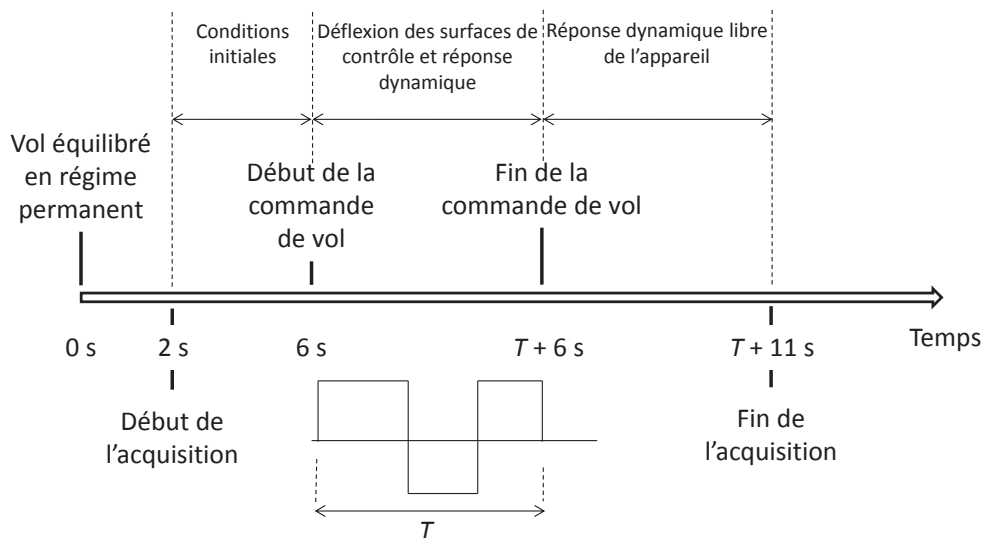 Conditions
initiales
Déflexion des surfaces de
contrôle et réponse
dynamique
Réponse dynamique libre
de l’appareil
Vol équilibré
en régime
permanent
Début de la
commande
de vol
Fin de la
commande de vol
Temps
0 s
2 s
6 s
T + 6 s
T + 11 s
Début de
l’acquisition
Fin de
l’acquisition
T